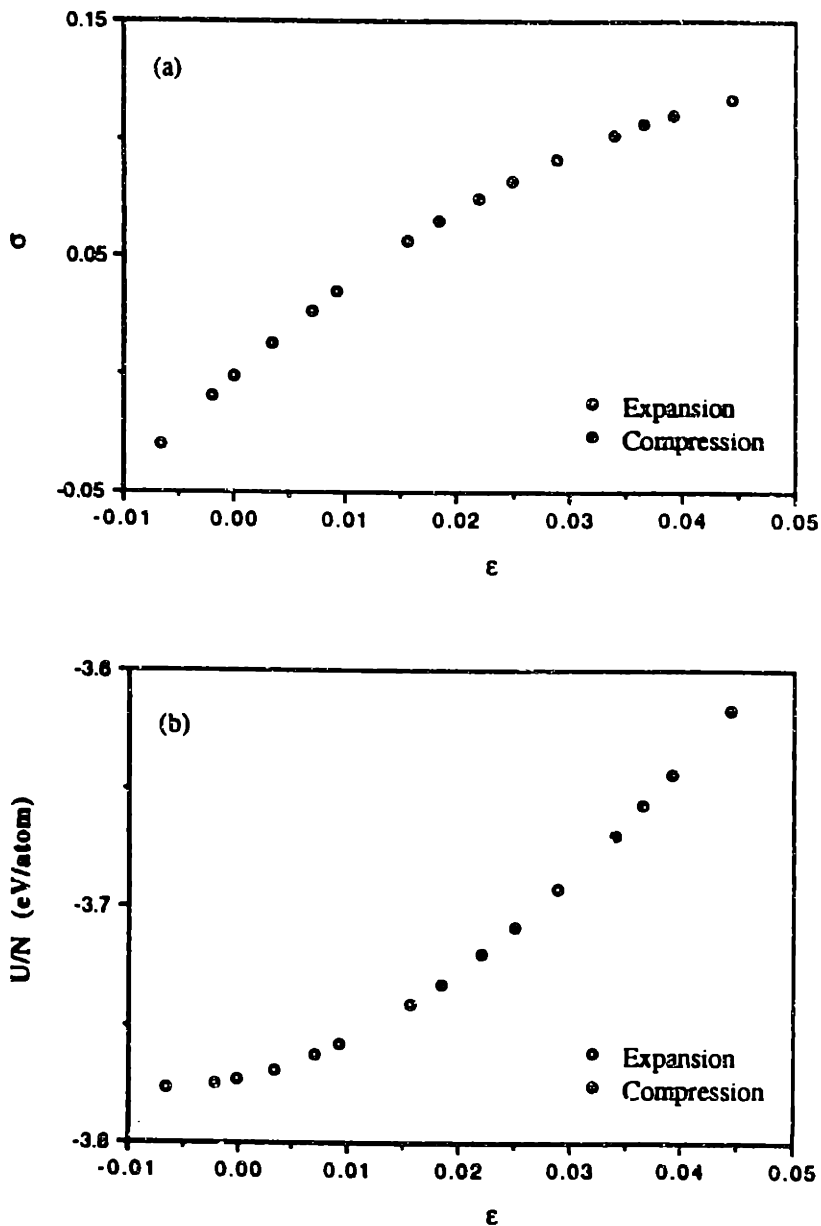 0.15
(a)
σ
0.05
Expansion
Compression
-0.05
-0.01 0.00 0.01 0.02 0.03 0.04 0.05
ε
-3.6
(b)
U/N (eV/atom)
-3.7
Expansion
Compression
-3.8
-0.01 0.00 0.01 0.02 0.03 0.04 0.05
ε